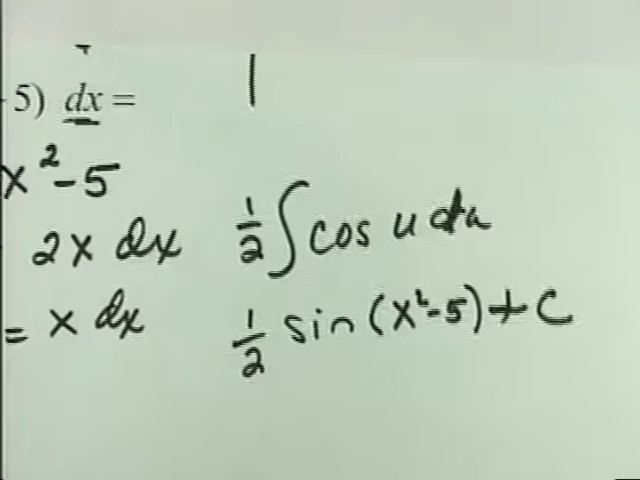 5) dx =
x² - 5
2x dx
½ ∫ cos u du
= x dx
½ sin (x² - 5) + C